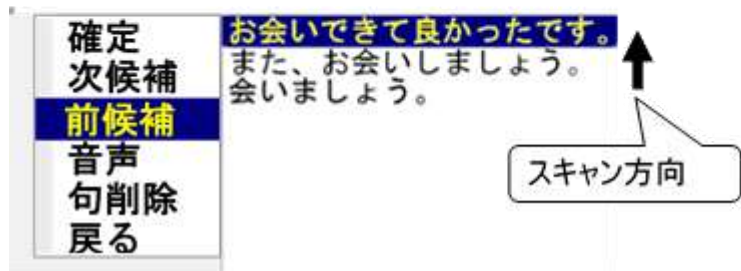 確定
次候補
前候補
音声
句削除
戻る
お会いできて良かったです。
また、お会いしましょう。
会いましょう。
スキャン方向